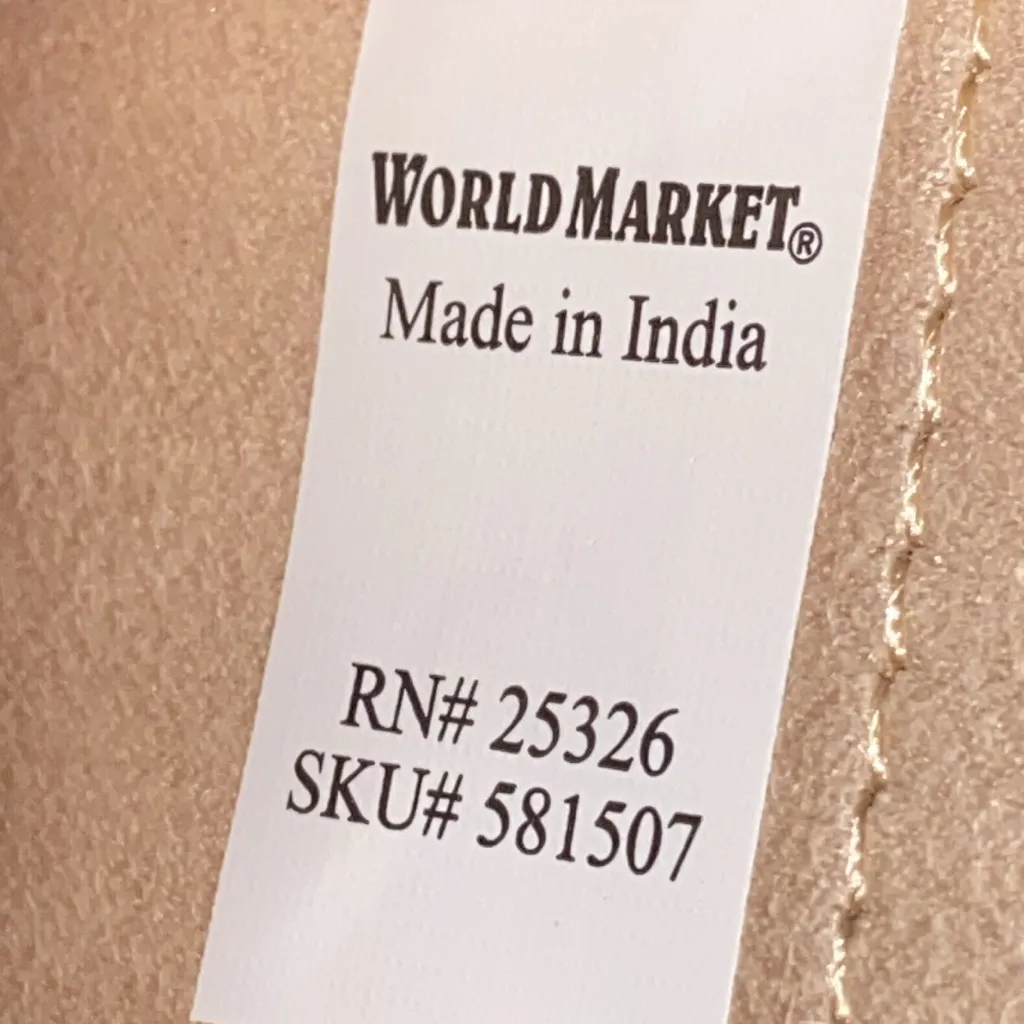 WORLD MARKET®
Made in India
RN# 25326
SKU# 581507